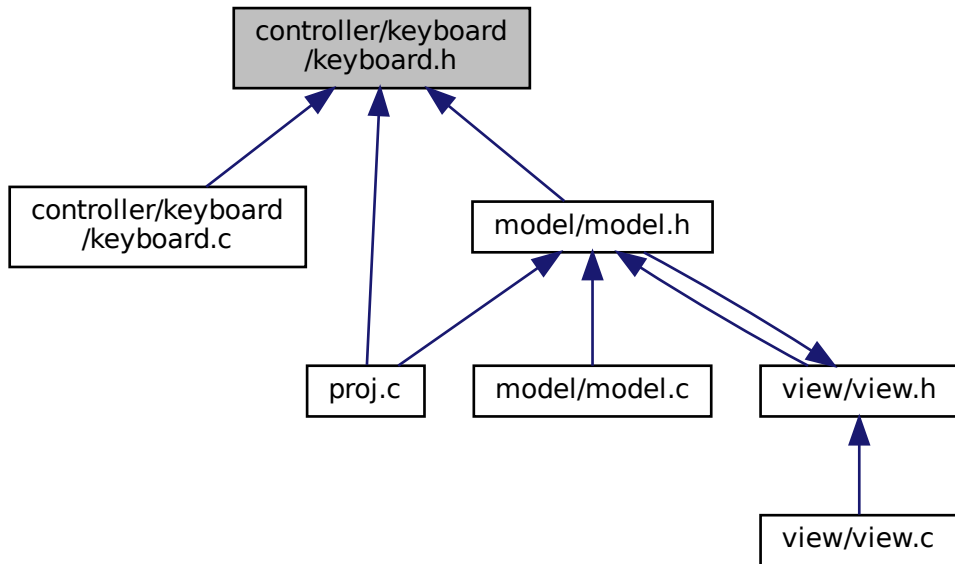 controller/keyboard
/keyboard.h
controller/keyboard
/keyboard.c
model/model.h
proj.c
model/model.c
view/view.h
view/view.c